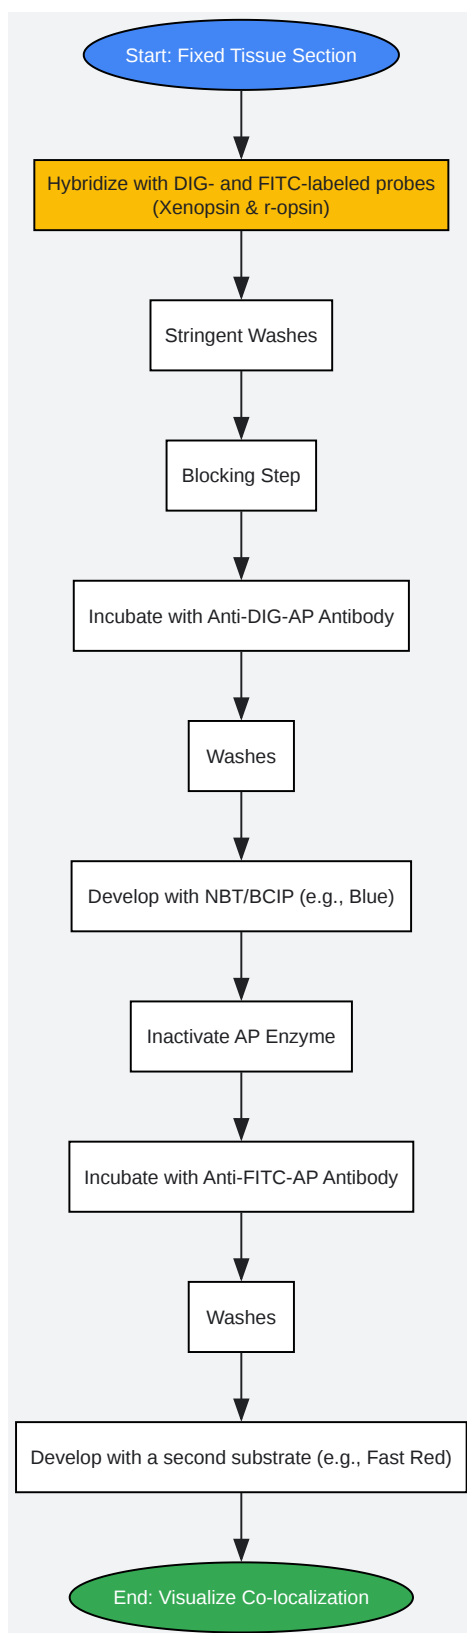 Start: Fixed Tissue Section
Hybridize with DIG- and FITC-labeled probes
(Xenopsin & r-opsin)
Stringent Washes
Blocking Step
Incubate with Anti-DIG-AP Antibody
Washes
Develop with NBT/BCIP (e.g., Blue)
Inactivate AP Enzyme
Incubate with Anti-FITC-AP Antibody
Washes
Develop with a second substrate (e.g., Fast Red)
End: Visualize Co-localization